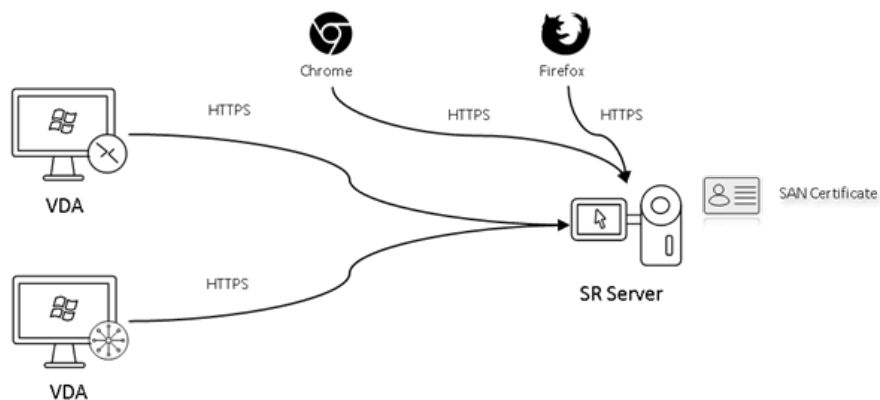 Chrome
Firefox
HTTPS
HTTPS
HTTPS
VDA
SAN Certificate
HTTPS
SR Server
VDA